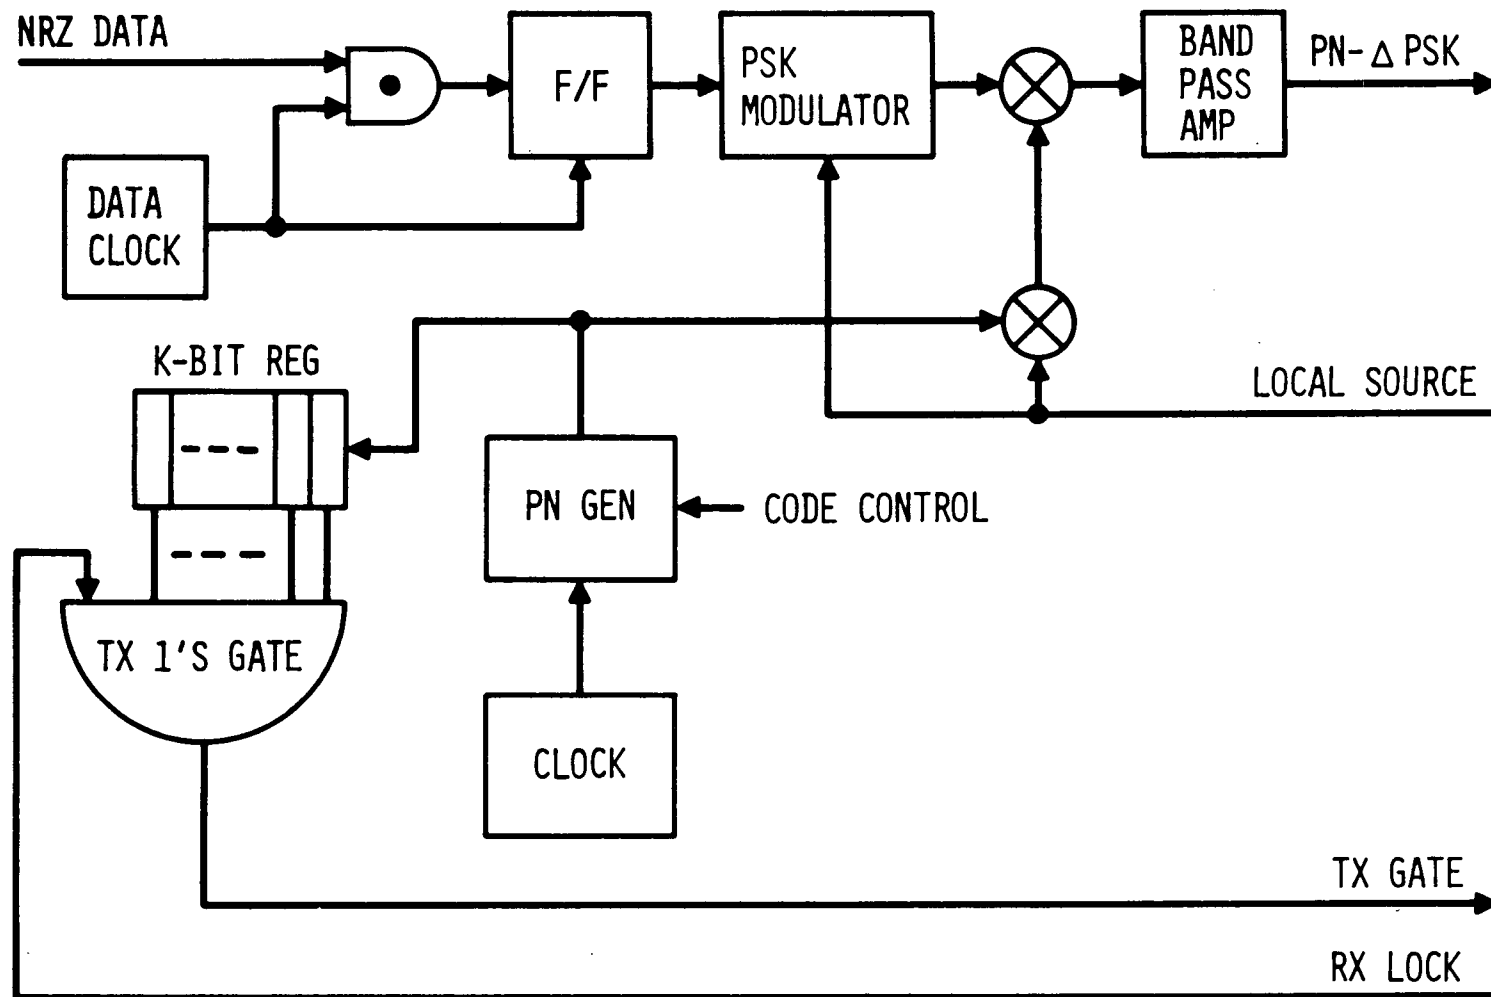 NRZ DATA
F/F
PSK
MODULATOR
BAND
PASS
AMP
PN-Δ PSK
DATA
CLOCK
K-BIT REG
LOCAL SOURCE
PN GEN
CODE CONTROL
TX 1'S GATE
CLOCK
TX GATE
RX LOCK